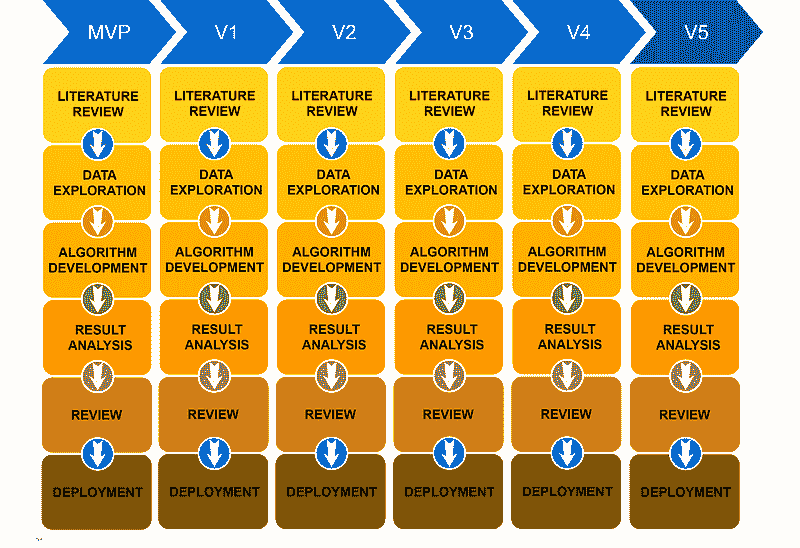 MVP V1 V2 V3 V4 V5
LITERATURE LITERATURE LITERATURE LITERATURE LITERATURE LITERATURE
REVIEW REVIEW REVIEW REVIEW REVIEW REVIEW
DATA DATA DATA DATA DATA DATA
EXPLORATION EXPLORATION EXPLORATION EXPLORATION EXPLORATION EXPLORATION
ALGORITHM ALGORITHM ALGORITHM ALGORITHM ALGORITHM ALGORITHM
DEVELOPMENT DEVELOPMENT DEVELOPMENT DEVELOPMENT DEVELOPMENT DEVELOPMENT
RESULT RESULT RESULT RESULT RESULT RESULT
ANALYSIS ANALYSIS ANALYSIS ANALYSIS ANALYSIS ANALYSIS
REVIEW REVIEW REVIEW REVIEW REVIEW REVIEW
DEPLOYMENT DEPLOYMENT DEPLOYMENT DEPLOYMENT DEPLOYMENT DEPLOYMENT